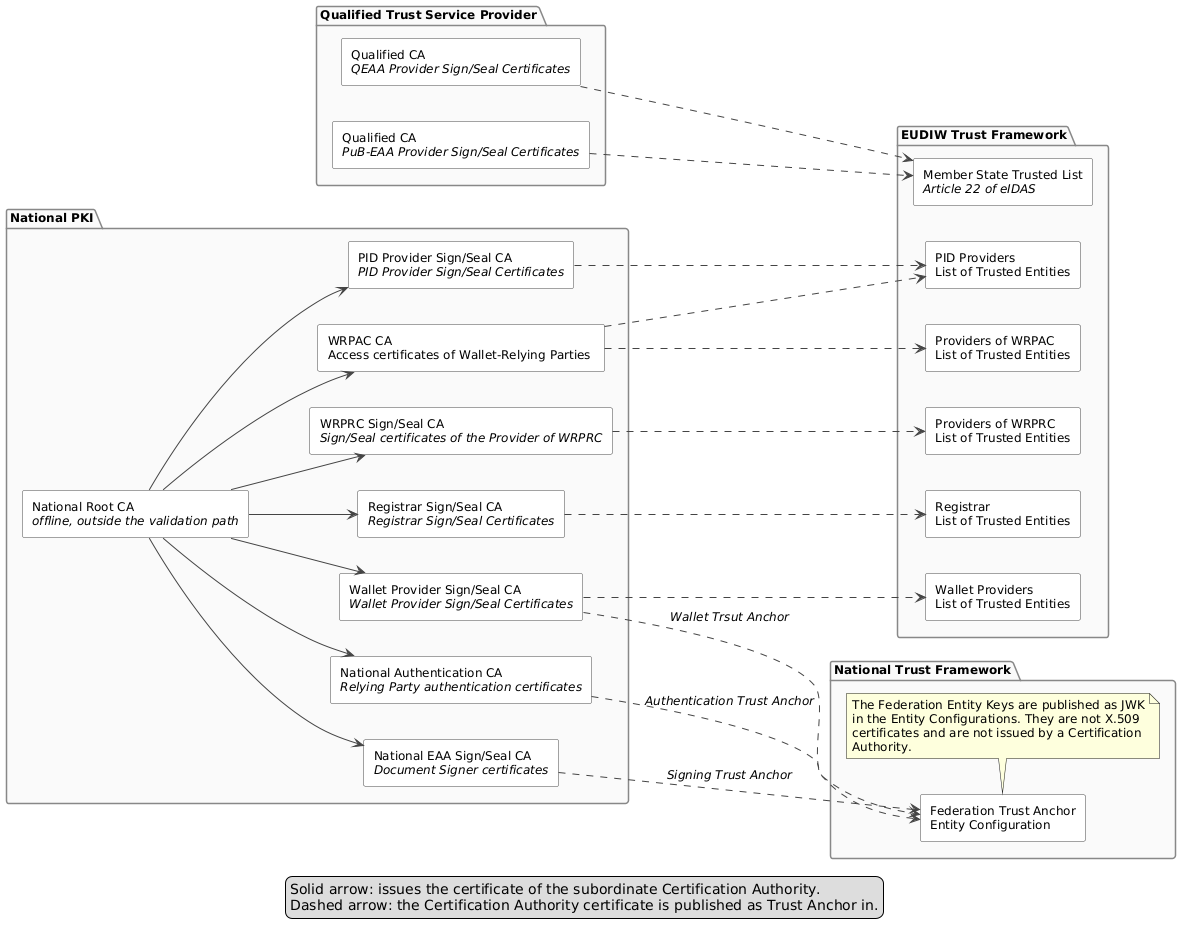 Qualified Trust Service Provider
Qualified CA
QEAA Provider Sign/Seal Certificates
Qualified CA
PuB-EAA Provider Sign/Seal Certificates
EUDIW Trust Framework
Member State Trusted List
Article 22 of eIDAS
PID Providers
List of Trusted Entities
Providers of WRPAC
List of Trusted Entities
Providers of WRPRC
List of Trusted Entities
Registrar
List of Trusted Entities
Wallet Providers
List of Trusted Entities
National PKI
PID Provider Sign/Seal CA
PID Provider Sign/Seal Certificates
WRPAC CA
Access certificates of Wallet-Relying Parties
WRPRC Sign/Seal CA
Sign/Seal certificates of the Provider of WRPRC
National Root CA
offline, outside the validation path
Registrar Sign/Seal CA
Registrar Sign/Seal Certificates
Wallet Provider Sign/Seal CA
Wallet Provider Sign/Seal Certificates
National Authentication CA
Relying Party authentication certificates
National EAA Sign/Seal CA
Document Signer certificates
Wallet Trsut Anchor
Authentication Trust Anchor
Signing Trust Anchor
National Trust Framework
The Federation Entity Keys are published as JWK
in the Entity Configurations. They are not X.509
certificates and are not issued by a Certification
Authority.
Federation Trust Anchor
Entity Configuration
Solid arrow: issues the certificate of the subordinate Certification Authority.
Dashed arrow: the Certification Authority certificate is published as Trust Anchor in.